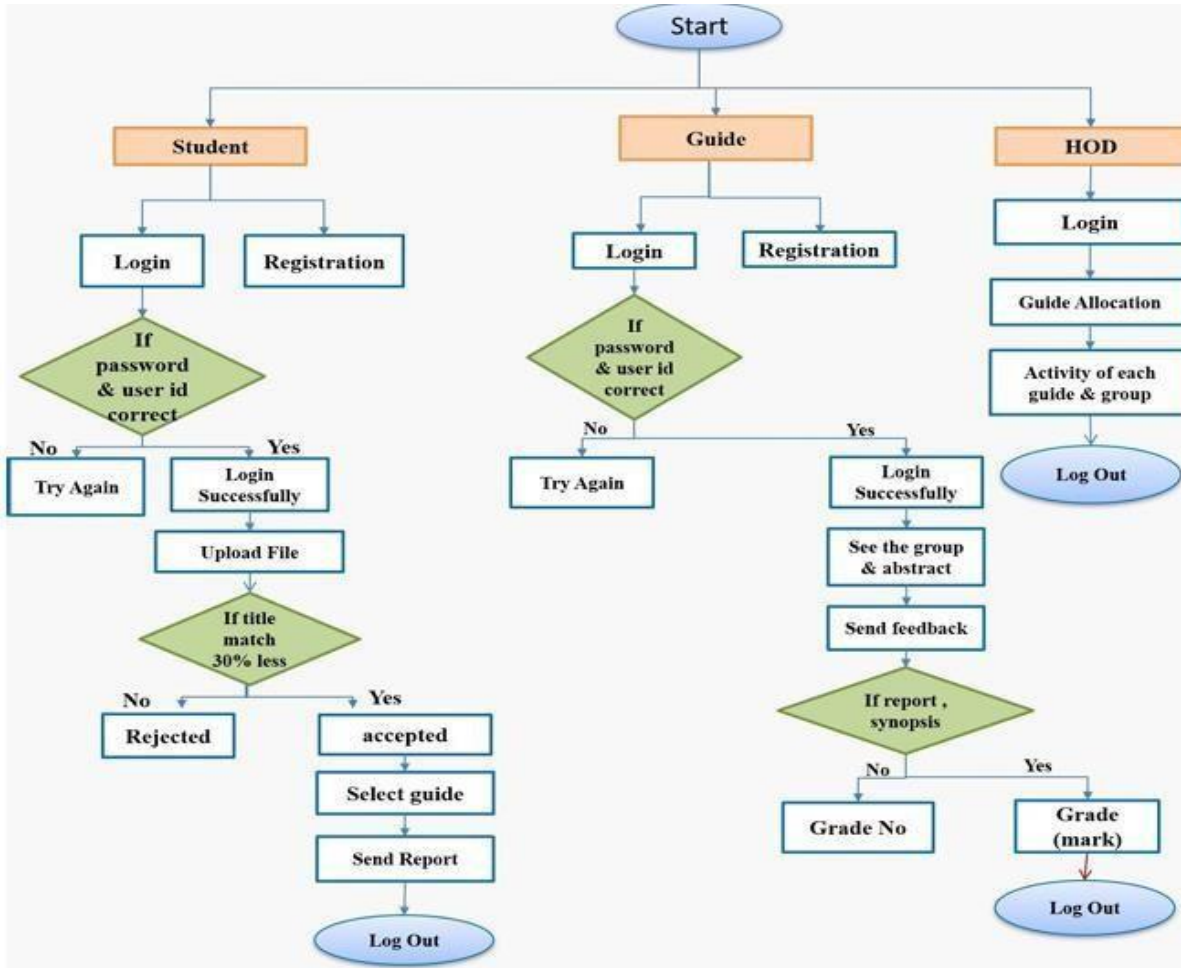 Start
Student
Guide
HOD
Login
Registration
Login
Registration
Login
Guide Allocation
Activity of each
guide & group
Log Out
If
password
& user id
correct
No
Yes
Try Again
Login
Successfully
Upload File
If title
match
30% less
No
Yes
Rejected
accepted
Select guide
Send Report
Log Out
If
password
& user id
correct
No
Yes
Try Again
Login
Successfully
See the group
& abstract
Send feedback
If report ,
synopsis
No
Yes
Grade No
Grade
(mark)
Log Out